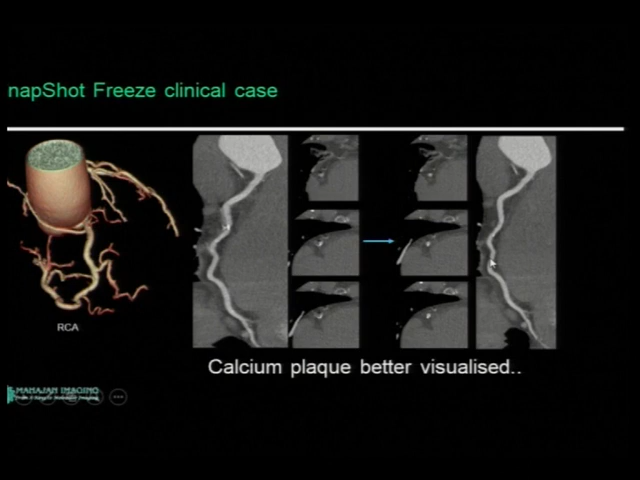 napShot Freeze clinical case
RCA
Calcium plaque better visualised..
MAHAJAN IMAGING